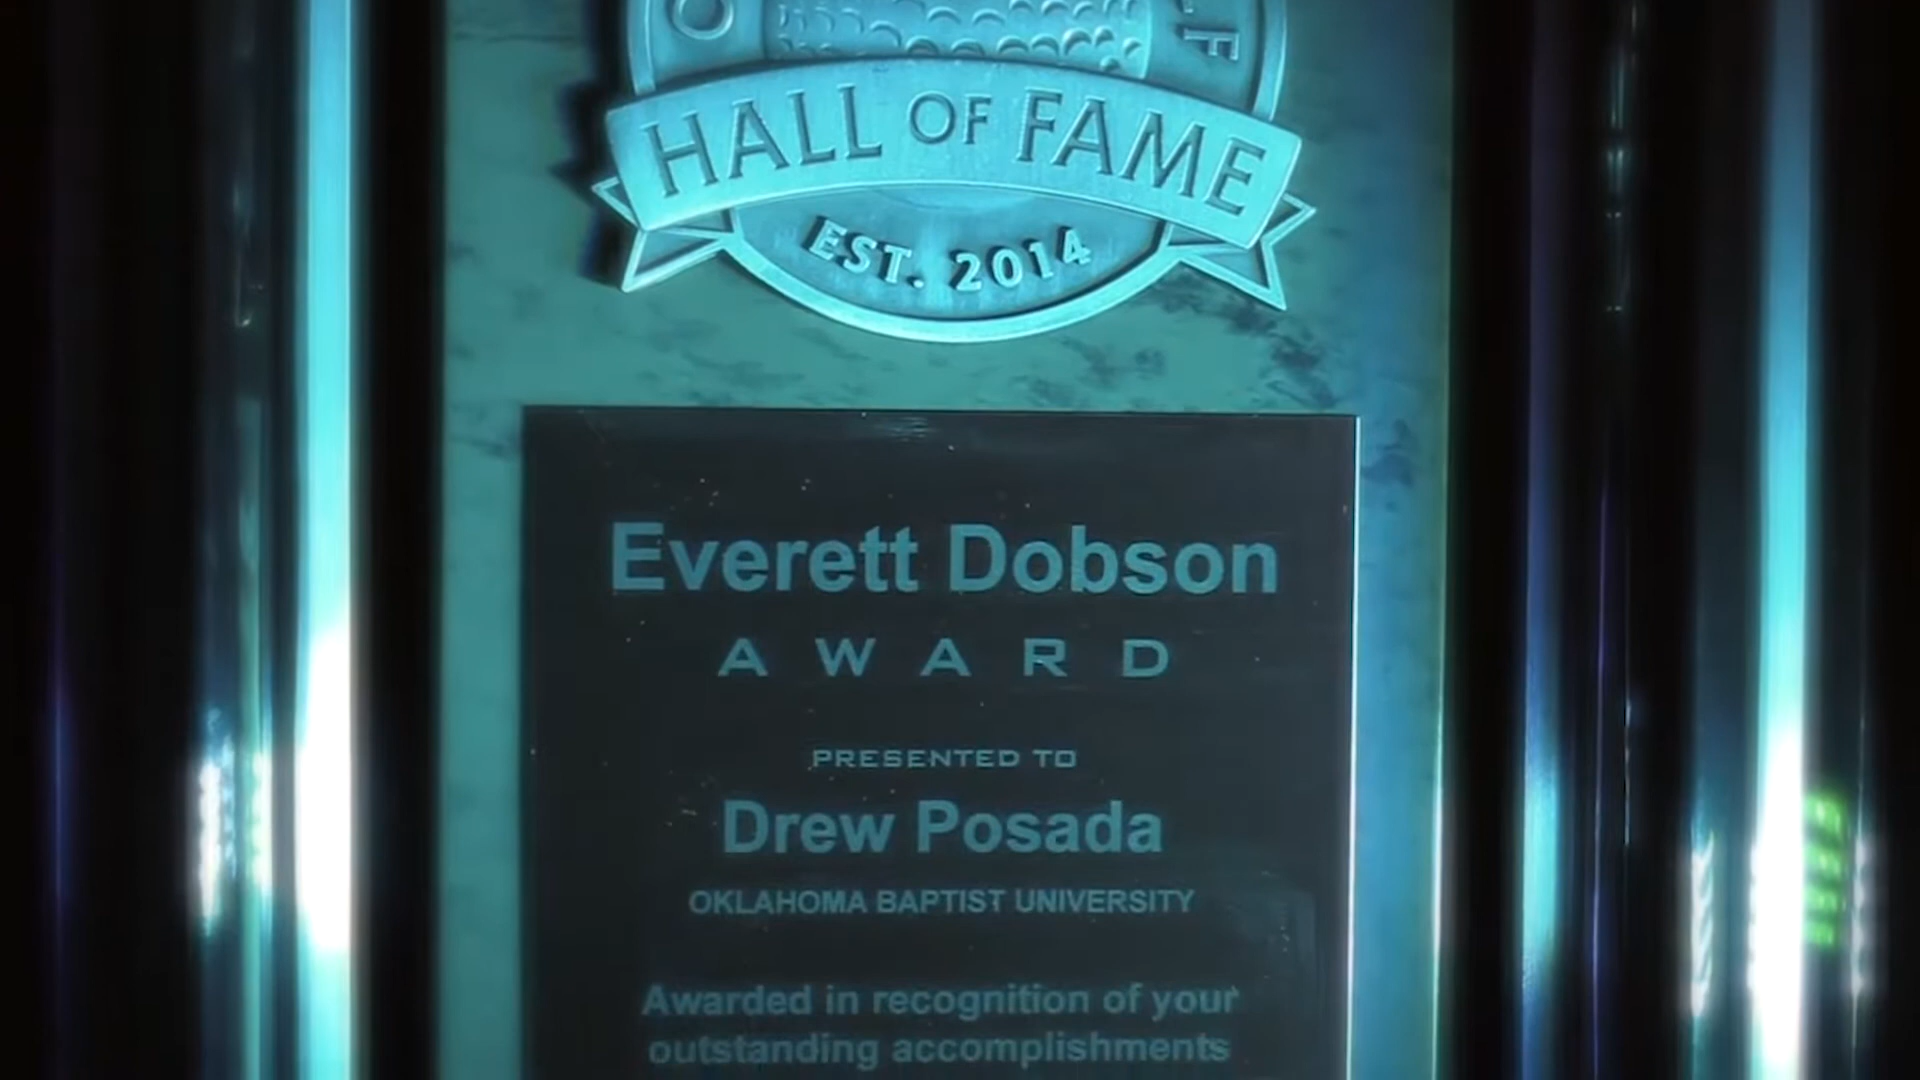 HALL OF FAME
EST. 2014
Everett Dobson
AWARD
PRESENTED TO
Drew Posada
OKLAHOMA BAPTIST UNIVERSITY
Awarded in recognition of your
outstanding accomplishments